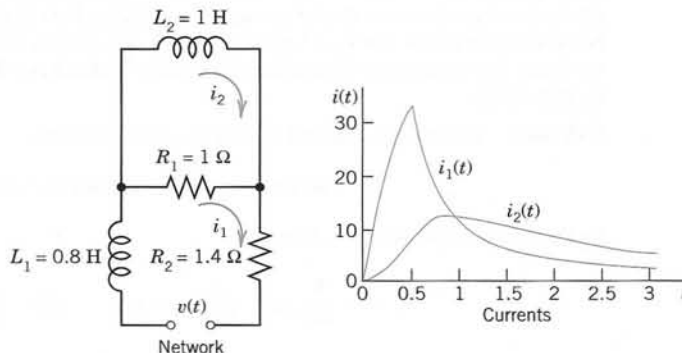 L₂ = 1 H
i₂
R₁ = 1 Ω
i₁
L₁ = 0.8 H
R₂ = 1.4 Ω
v(t)
Network
i(t)
30
20
10
0
i₁(t)
i₂(t)
0
0.5
1
1.5
2
2.5
3
t
Currents